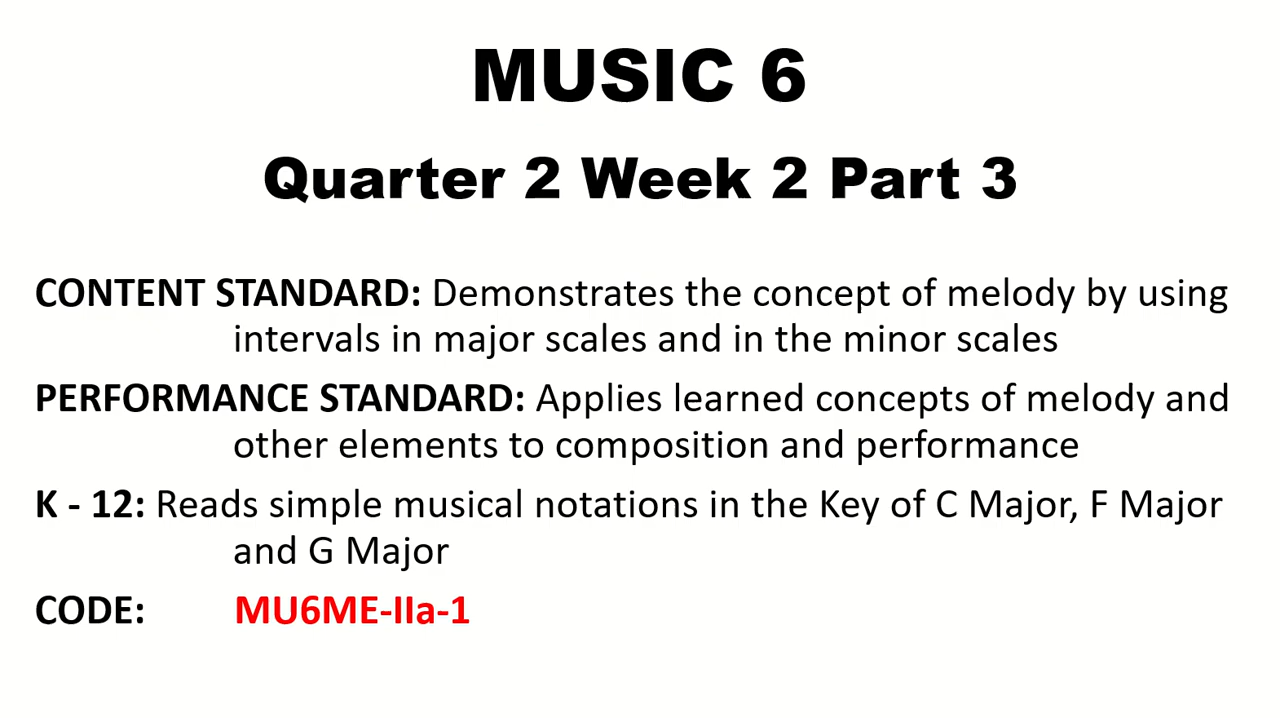 MUSIC 6
Quarter 2 Week 2 Part 3
CONTENT STANDARD: Demonstrates the concept of melody by using
intervals in major scales and in the minor scales
PERFORMANCE STANDARD: Applies learned concepts of melody and
other elements to composition and performance
K - 12: Reads simple musical notations in the Key of C Major, F Major
and G Major
CODE: MU6ME-IIa-1